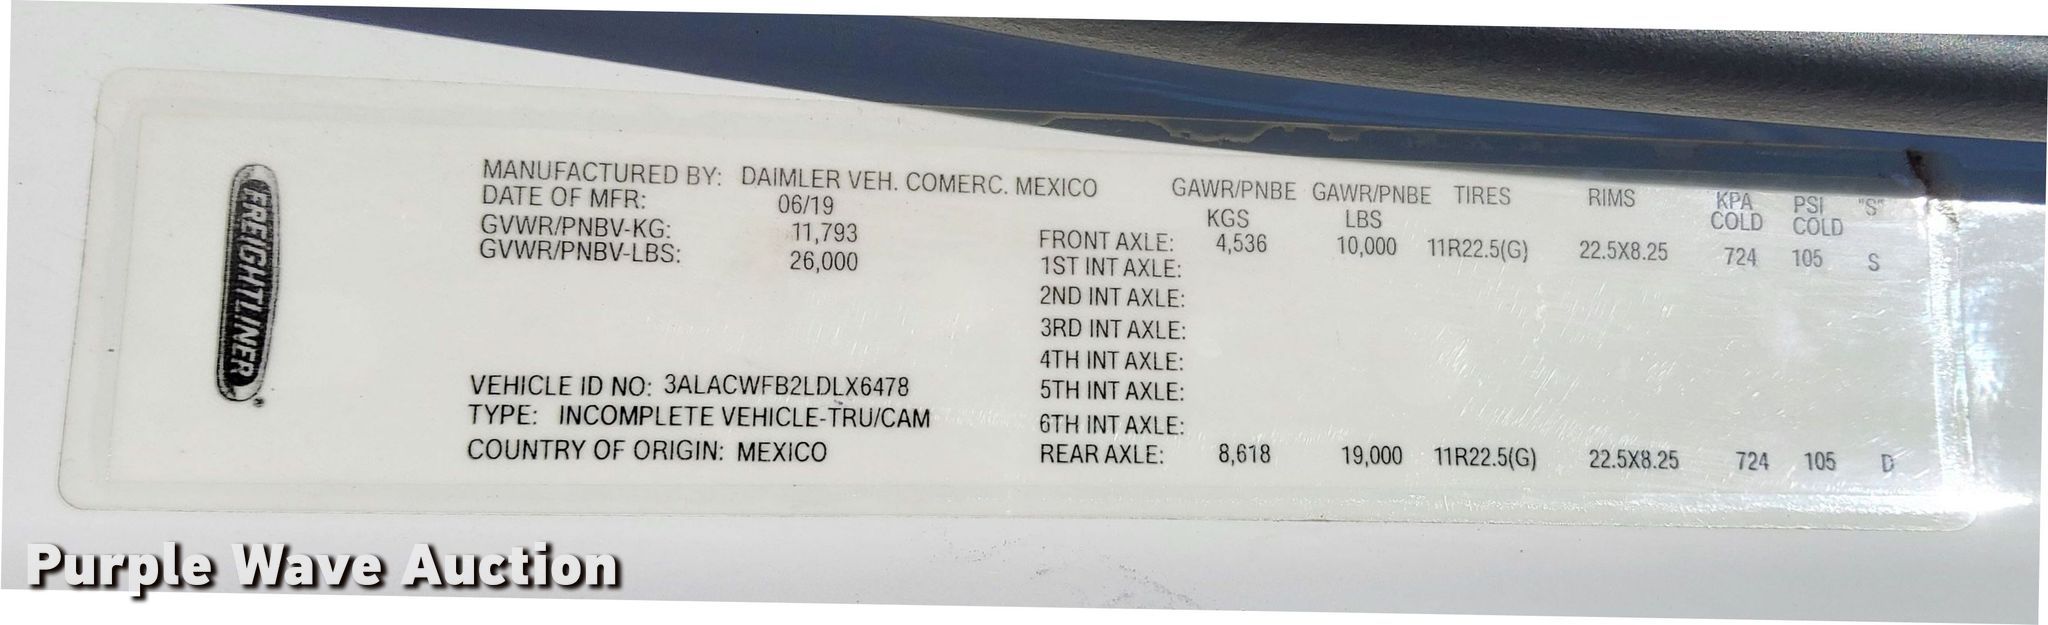 FREIGHTLINER
MANUFACTURED BY: DAIMLER VEH. COMERC. MEXICO
DATE OF MFR: 06/19
GVWR/PNBV-KG: 11,793
GVWR/PNBV-LBS: 26,000
VEHICLE ID NO: 3ALACWFB2LDLX6478
TYPE: INCOMPLETE VEHICLE-TRU/CAM
COUNTRY OF ORIGIN: MEXICO
GAWR/PNBE GAWR/PNBE TIRES RIMS KPA PSI "S"
KGS LBS COLD COLD
FRONT AXLE: 4,536 10,000 11R22.5(G) 22.5X8.25 724 105 S
1ST INT AXLE:
2ND INT AXLE:
3RD INT AXLE:
4TH INT AXLE:
5TH INT AXLE:
6TH INT AXLE:
REAR AXLE: 8,618 19,000 11R22.5(G) 22.5X8.25 724 105 D
Purple Wave Auction